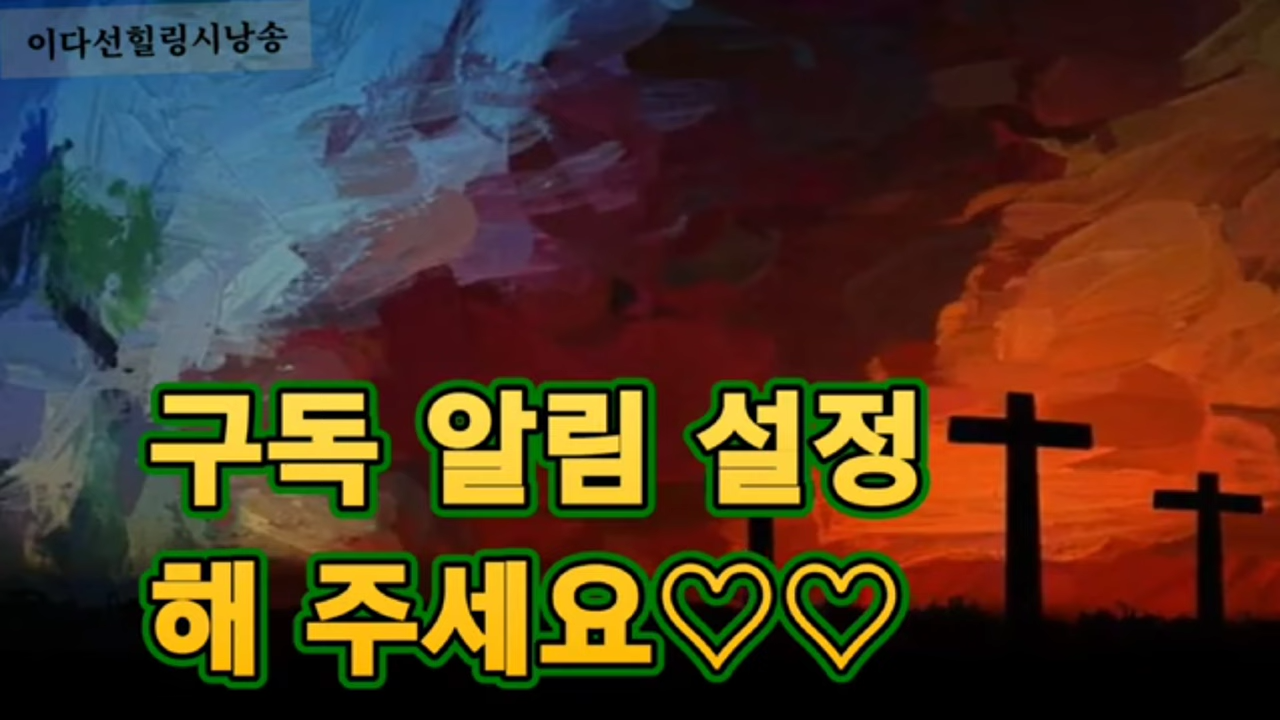 이다선힐링시낭송
구독 알림 설정
해 주세요♡♡